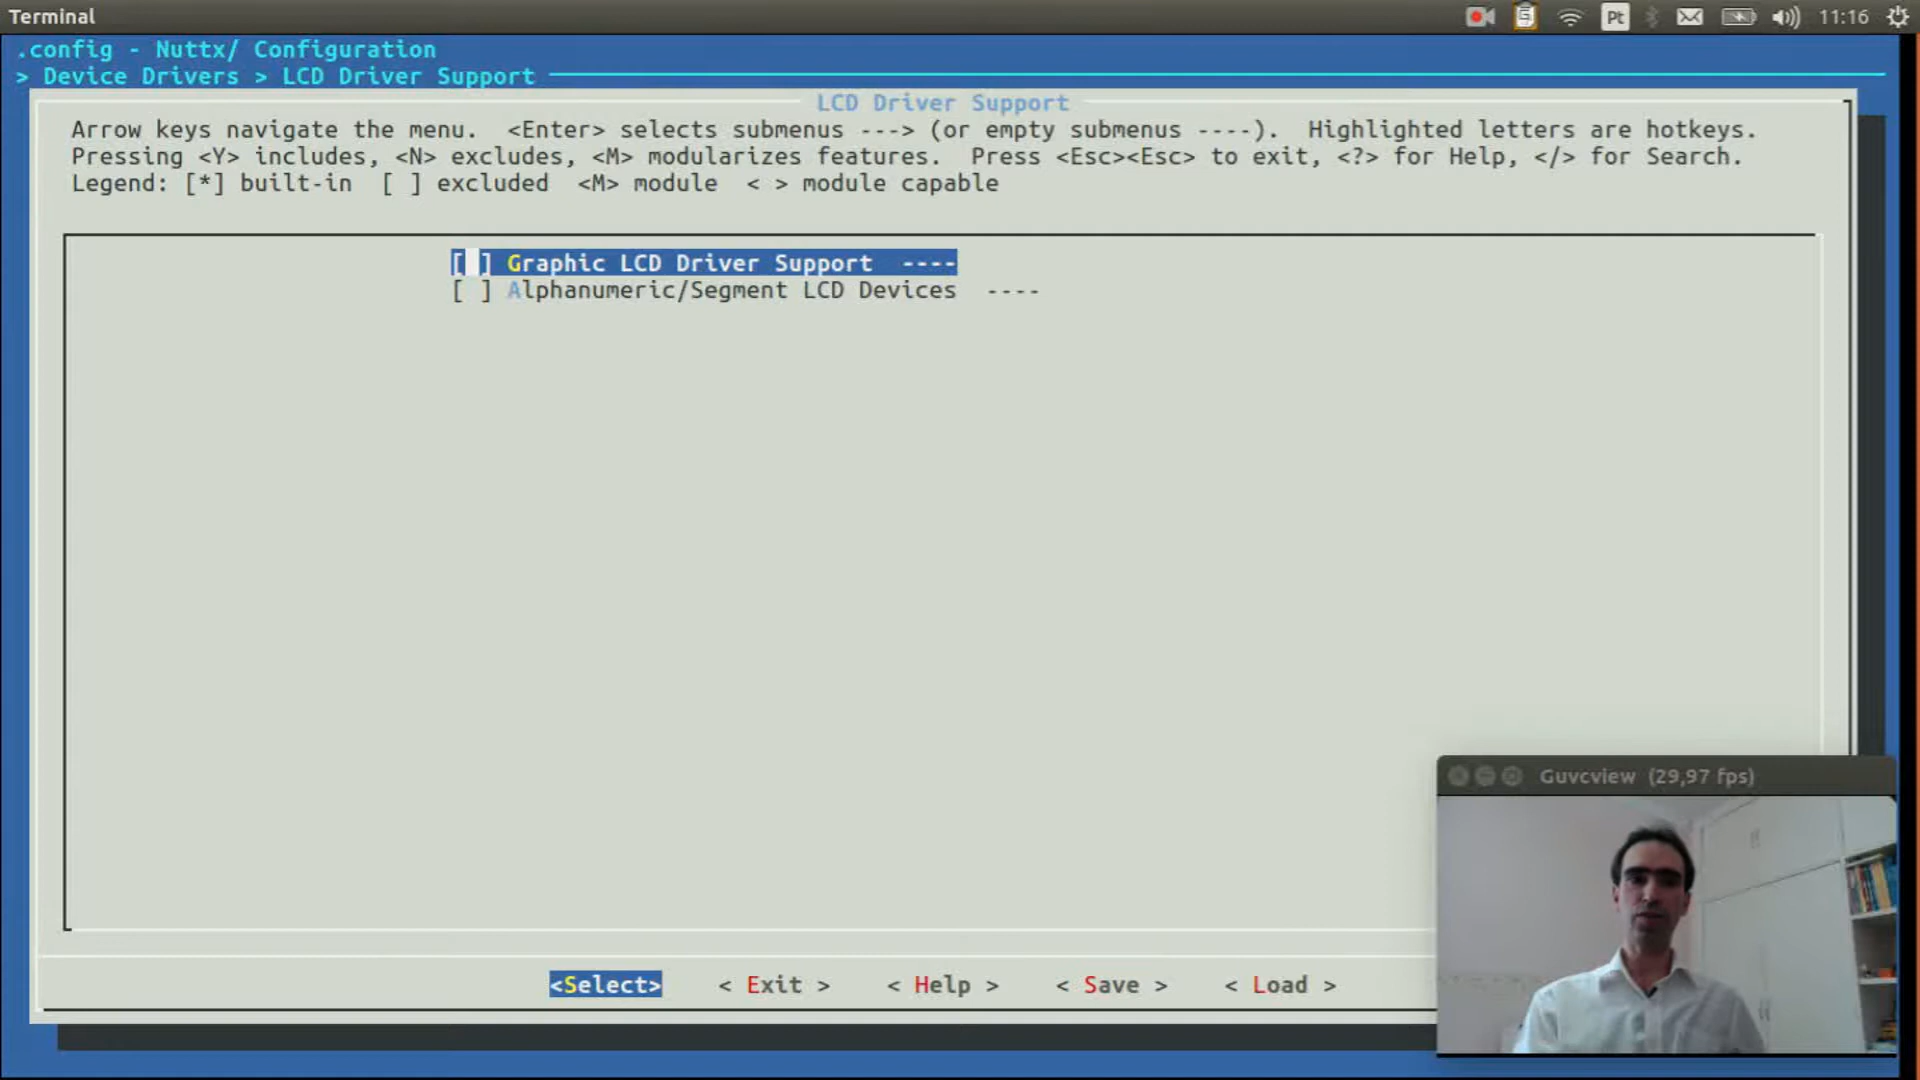 Terminal
Pt
11:16
.config - Nuttx/ Configuration
> Device Drivers > LCD Driver Support
LCD Driver Support
Arrow keys navigate the menu.  <Enter> selects submenus ---> (or empty submenus ----).  Highlighted letters are hotkeys.
Pressing <Y> includes, <N> excludes, <M> modularizes features.  Press <Esc><Esc> to exit, <?> for Help, </> for Search.
Legend: [*] built-in  [ ] excluded  <M> module  < > module capable
[ ] Graphic LCD Driver Support  ----
[ ] Alphanumeric/Segment LCD Devices  ----
Guvcview (29,97 fps)
<Select>    < Exit >    < Help >    < Save >    < Load >